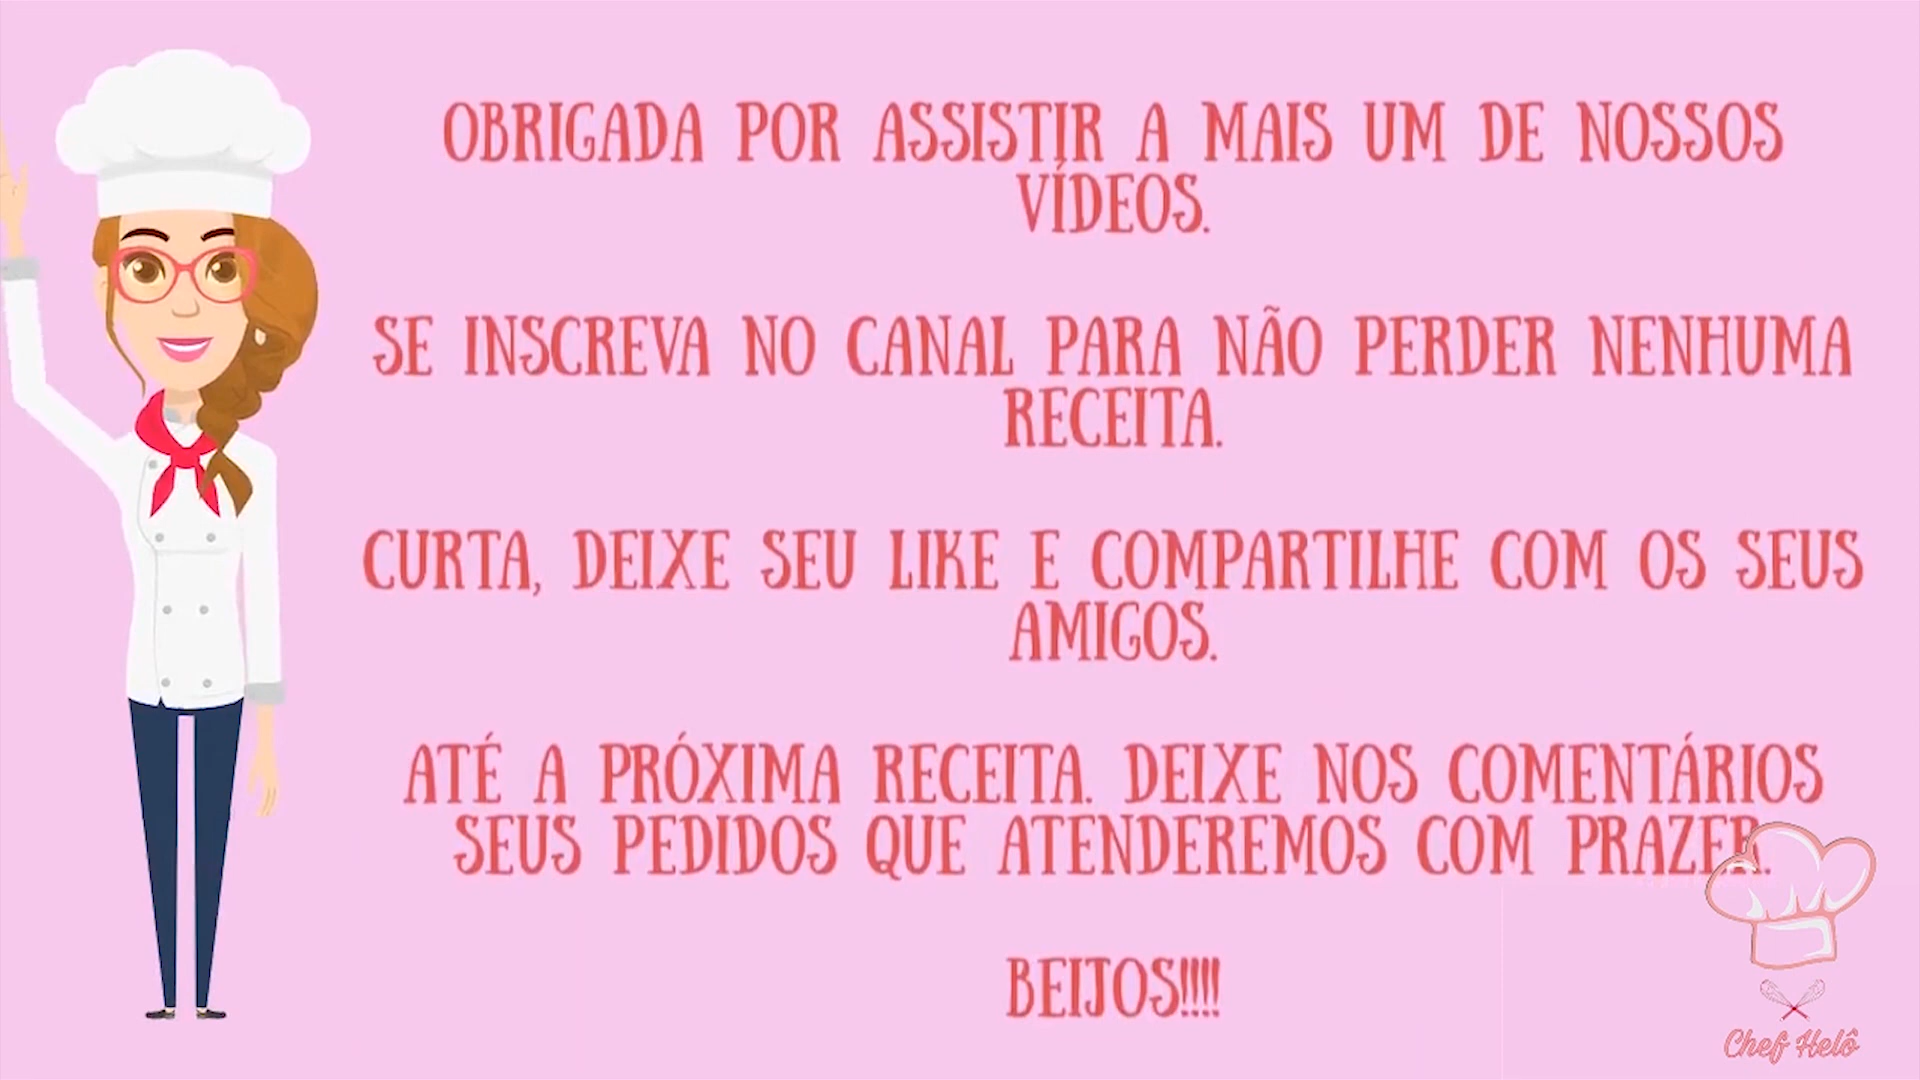 OBRIGADA POR ASSISTIR A MAIS UM DE NOSSOS
VÍDEOS.
SE INSCREVA NO CANAL PARA NÃO PERDER NENHUMA
RECEITA.
CURTA, DEIXE SEU LIKE E COMPARTILHE COM OS SEUS
AMIGOS.
ATÉ A PRÓXIMA RECEITA. DEIXE NOS COMENTÁRIOS
SEUS PEDIDOS QUE ATENDEREMOS COM PRAZER.
BEIJOS!!!!
Chef Helô